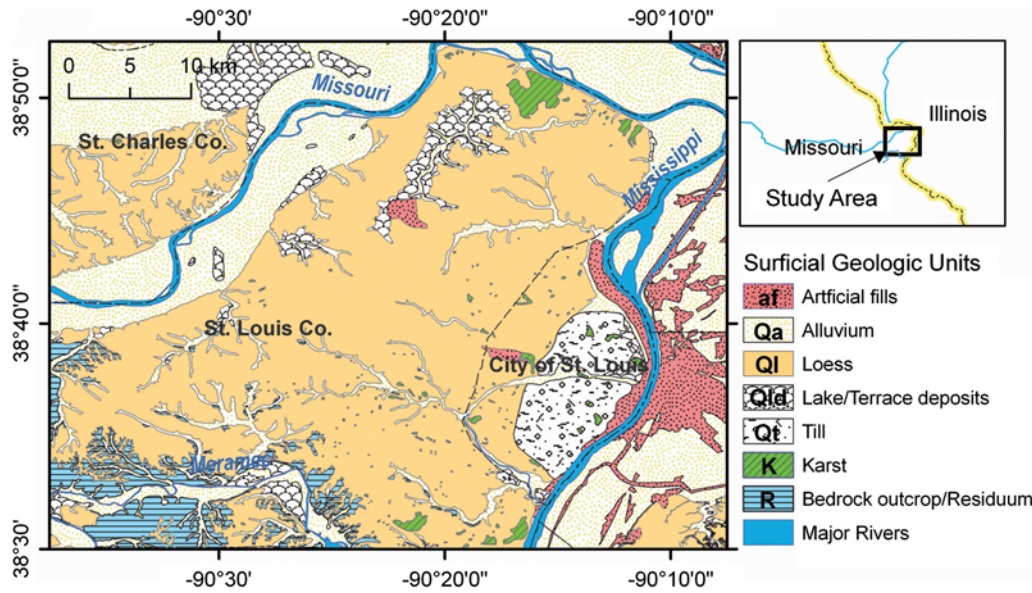 -90°30'
-90°20'0"
-90°10'0"
0 5 10 km
38°50'0"
38°40'0"
38°30'
Missouri
St. Charles Co.
Mississippi
St. Louis Co.
City of St. Louis
-90°30'
-90°20'0"
-90°10'0"
Illinois
Missouri
Study Area
Surficial Geologic Units
af Artficial fills
Qa Alluvium
Ql Loess
Qld Lake/Terrace deposits
Qt Till
K Karst
R Bedrock outcrop/Residuum
Major Rivers